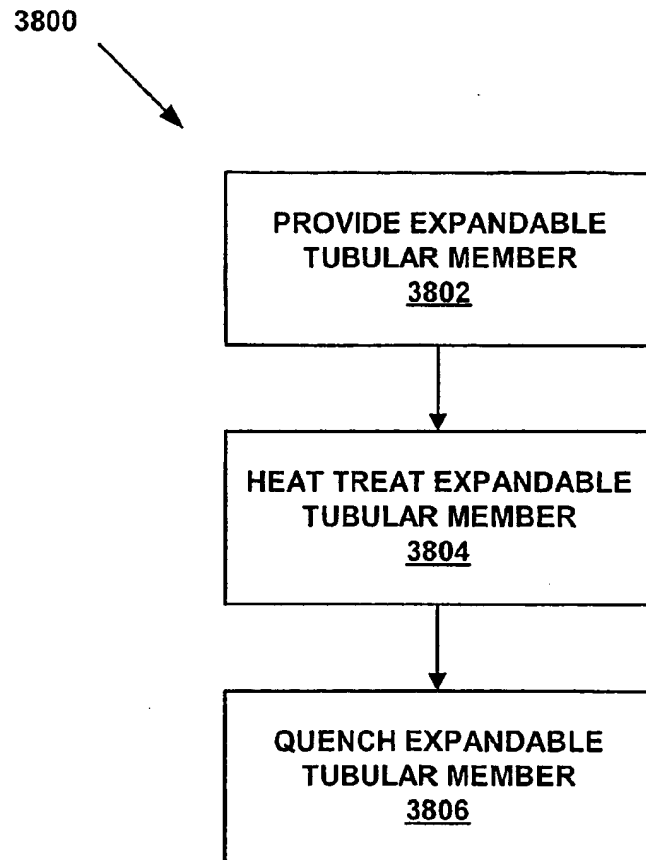 3800
PROVIDE EXPANDABLE
TUBULAR MEMBER
3802
HEAT TREAT EXPANDABLE
TUBULAR MEMBER
3804
QUENCH EXPANDABLE
TUBULAR MEMBER
3806